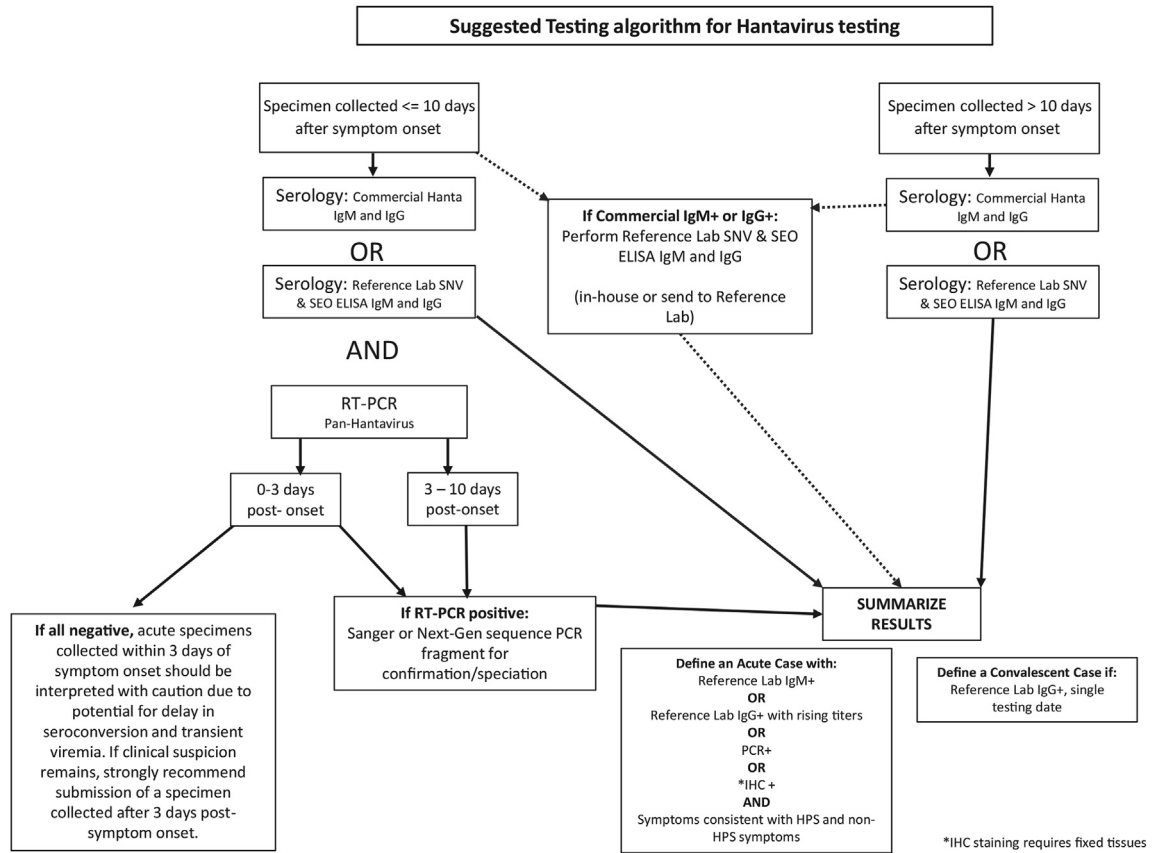 Suggested Testing algorithm for Hantavirus testing
Specimen collected <= 10 days
after symptom onset
Specimen collected > 10 days
after symptom onset
Serology: Commercial Hanta
IgM and IgG
OR
Serology: Reference Lab SNV
& SEO ELISA IgM and IgG
AND
RT-PCR
Pan-Hantavirus
0-3 days
post- onset
3 – 10 days
post-onset
If Commercial IgM+ or IgG+:
Perform Reference Lab SNV & SEO
ELISA IgM and IgG
(in-house or send to Reference
Lab)
Serology: Commercial Hanta
IgM and IgG
OR
Serology: Reference Lab SNV
& SEO ELISA IgM and IgG
If all negative, acute specimens
collected within 3 days of
symptom onset should be
interpreted with caution due to
potential for delay in
seroconversion and transient
viremia. If clinical suspicion
remains, strongly recommend
submission of a specimen
collected after 3 days post-
symptom onset.
If RT-PCR positive:
Sanger or Next-Gen sequence PCR
fragment for
confirmation/speciation
SUMMARIZE
RESULTS
Define an Acute Case with:
Reference Lab IgM+
OR
Reference Lab IgG+ with rising titers
OR
PCR+
OR
*IHC +
AND
Symptoms consistent with HPS and non-
HPS symptoms
Define a Convalescent Case if:
Reference Lab IgG+, single
testing date
*IHC staining requires fixed tissues